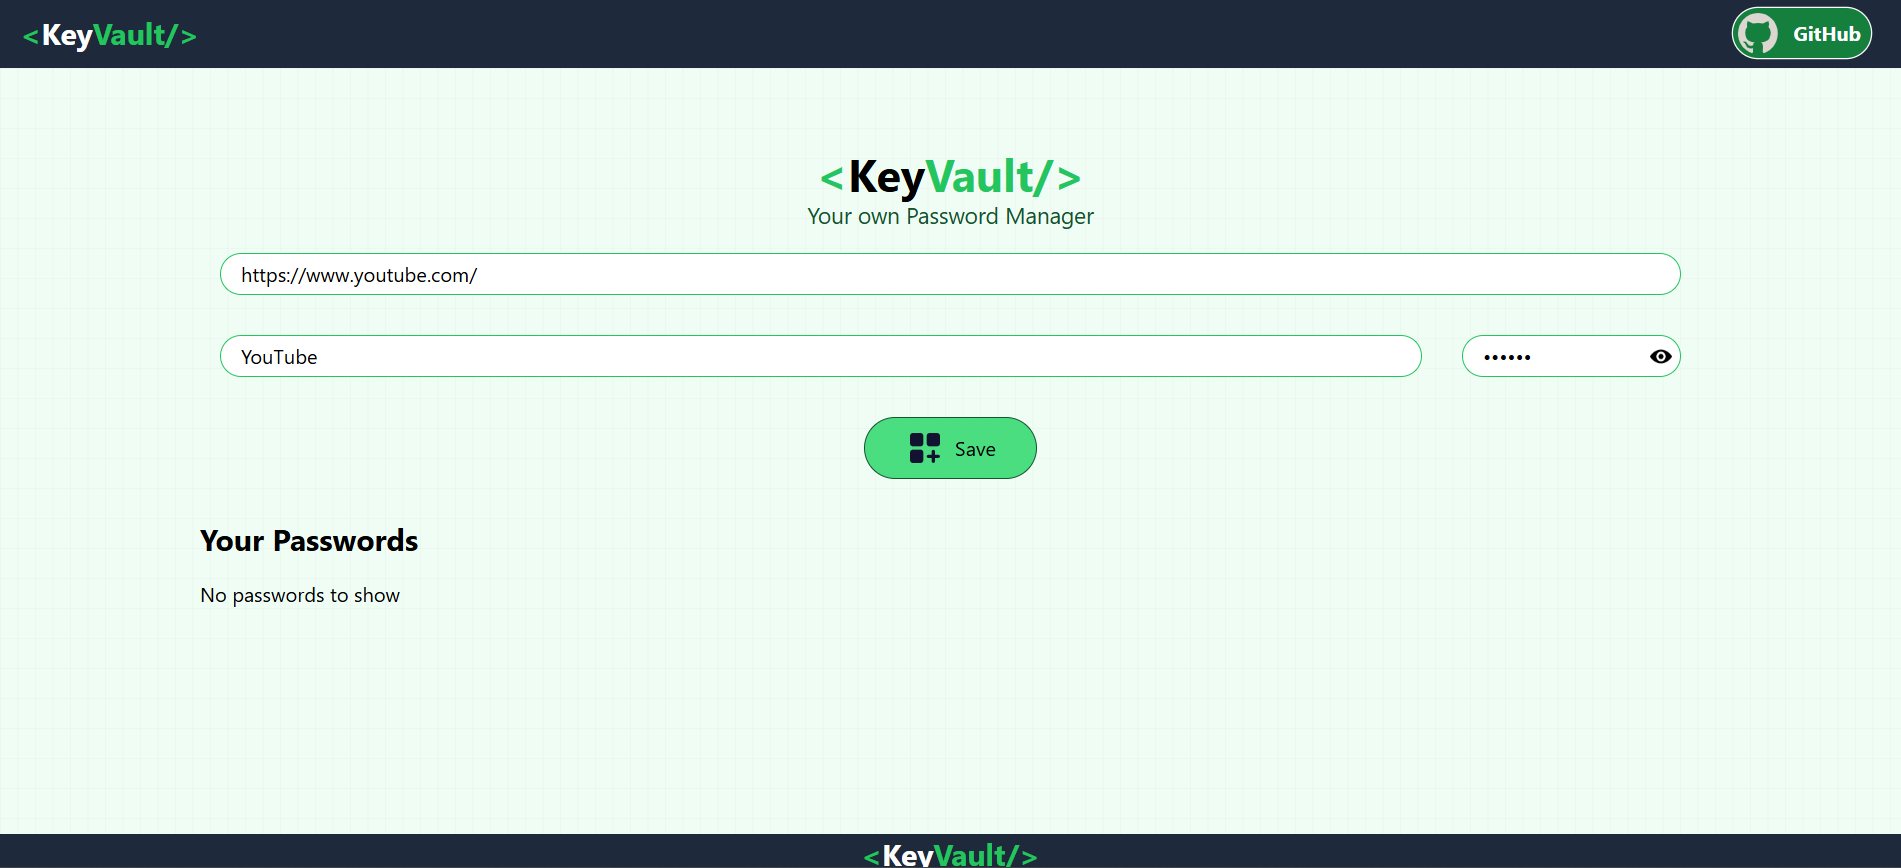 <KeyVault/>
GitHub
<KeyVault/>
Your own Password Manager
https://www.youtube.com/
YouTube
••••••
Save
Your Passwords
No passwords to show
<KeyVault/>